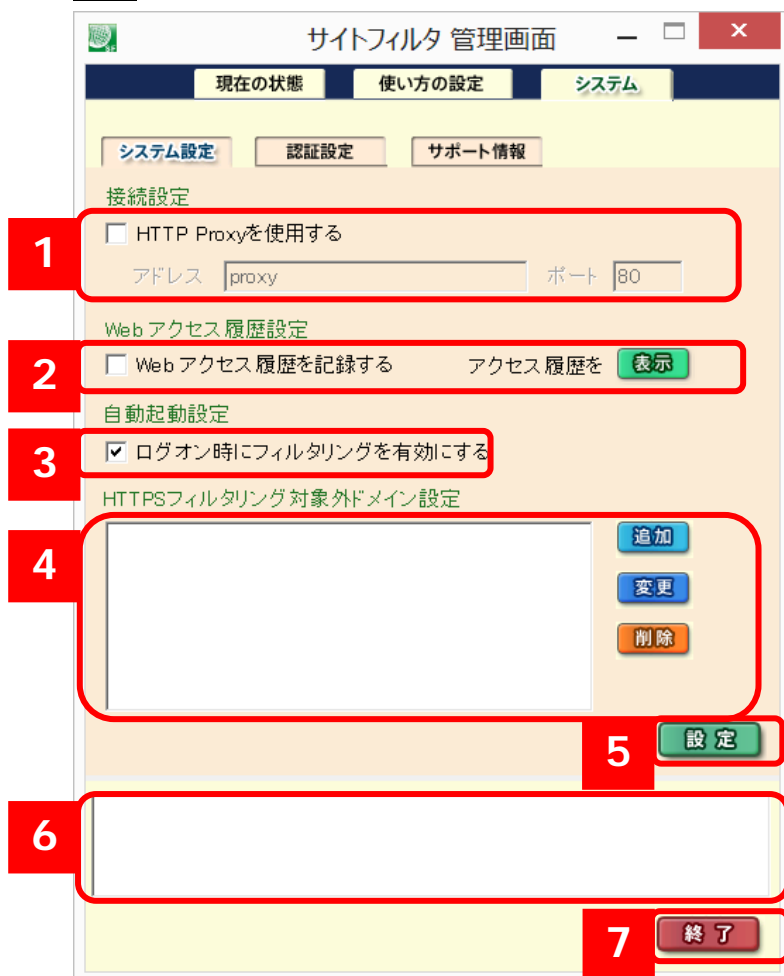 サイトフィルタ 管理画面
現在の状態 使い方の設定 システム
システム設定 認証設定 サポート情報
接続設定
1
HTTP Proxyを使用する
アドレス proxy ポート 80
Web アクセス履歴設定
2
Web アクセス履歴を記録する アクセス履歴を 表示
自動起動設定
3
ログオン時にフィルタリングを有効にする
HTTPSフィルタリング対象外ドメイン設定
4
追加
変更
削除
5
設定
6
7
終了